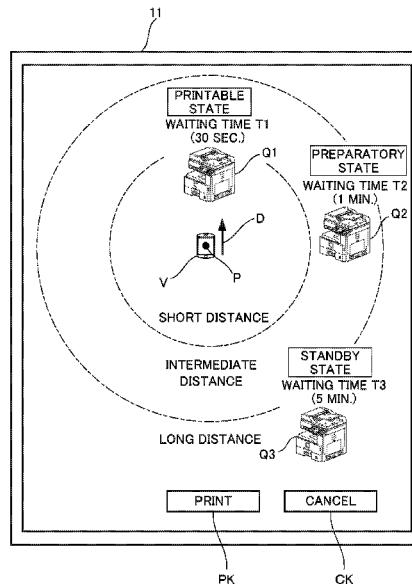 11
PRINTABLE
STATE
WAITING TIME T1
(30 SEC.)
Q1
PREPARATORY
STATE
WAITING TIME T2
(1 MIN.)
Q2
D
V
P
SHORT DISTANCE
INTERMEDIATE
DISTANCE
STANDBY
STATE
WAITING TIME T3
(5 MIN.)
LONG DISTANCE
Q3
PRINT
CANCEL
PK
CK